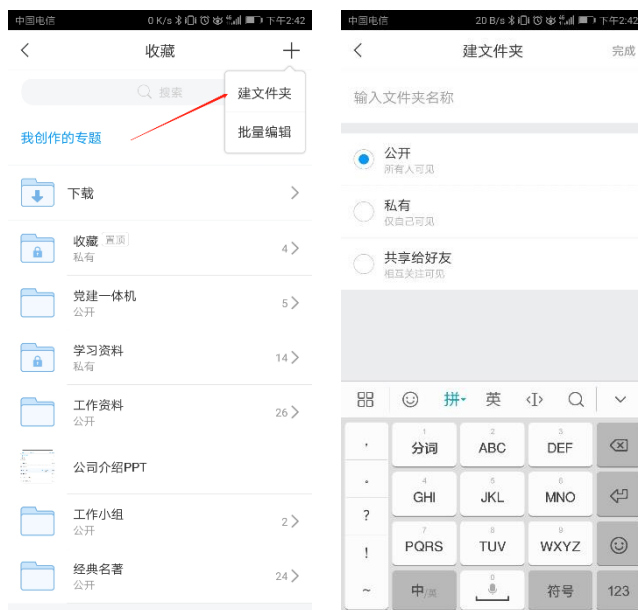 中国电信 0 K/s 下午2:42
收藏
搜索
建文件夹
批量编辑
我创作的专题
下载
收藏 置顶
私有
4
党建一体机
公开
5
学习资料
私有
14
工作资料
公开
26
公司介绍PPT
工作小组
公开
2
经典名著
公开
24
中国电信 20 B/s 下午2:42
建文件夹 完成
输入文件夹名称
公开
所有人可见
私有
仅自己可见
共享给好友
相互关注可见
拼 英
, 1 分词 2 ABC 3 DEF
。 4 GHI 5 JKL 6 MNO
? 7 PQRS 8 TUV 9 WXYZ
!
~ 中/英 0 符号 123